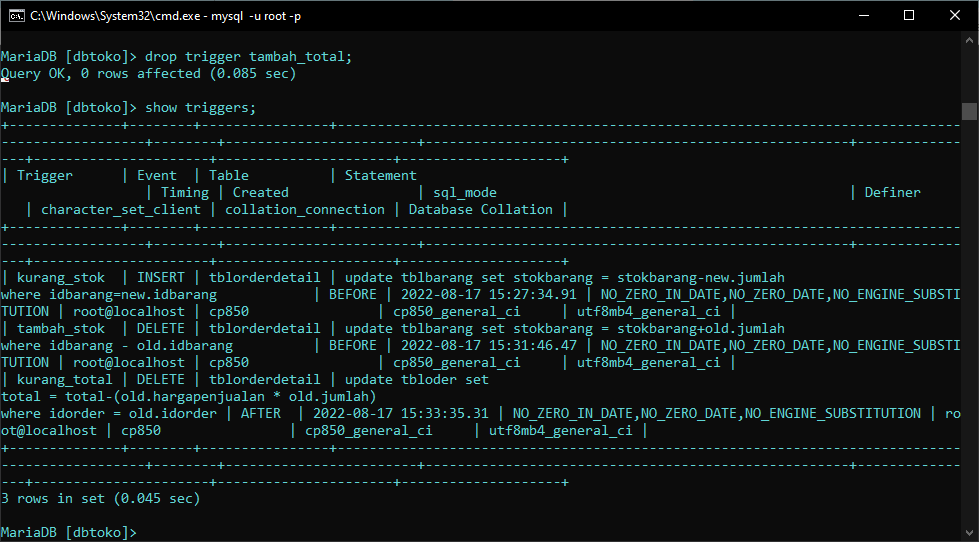 C:\Windows\System32\cmd.exe - mysql -u root -p
MariaDB [dbtoko]> drop trigger tambah_total;
Query OK, 0 rows affected (0.085 sec)
MariaDB [dbtoko]> show triggers;
+--------------+--------+----------------+------------------------------------------------------------------------------
------------------+--------+------------------------+-----------------------------------------------------+-------------
---+----------------------+----------------------+--------------------+
| Trigger      | Event  | Table          | Statement
                  | Timing | Created                | sql_mode                                            | Definer
   | character_set_client | collation_connection | Database Collation |
+--------------+--------+----------------+------------------------------------------------------------------------------
------------------+--------+------------------------+-----------------------------------------------------+-------------
---+----------------------+----------------------+--------------------+
| kurang_stok  | INSERT | tblorderdetail | update tblbarang set stokbarang = stokbarang-new.jumlah
where idbarang=new.idbarang            | BEFORE | 2022-08-17 15:27:34.91 | NO_ZERO_IN_DATE,NO_ZERO_DATE,NO_ENGINE_SUBSTI
TUTION | root@localhost | cp850                | cp850_general_ci     | utf8mb4_general_ci |
| tambah_stok  | DELETE | tblorderdetail | update tblbarang set stokbarang = stokbarang+old.jumlah
where idbarang - old.idbarang          | BEFORE | 2022-08-17 15:31:46.47 | NO_ZERO_IN_DATE,NO_ZERO_DATE,NO_ENGINE_SUBSTI
TUTION | root@localhost | cp850                | cp850_general_ci     | utf8mb4_general_ci |
| kurang_total | DELETE | tblorderdetail | update tbloder set
total = total-(old.hargapenjualan * old.jumlah)
where idorder = old.idorder | AFTER  | 2022-08-17 15:33:35.31 | NO_ZERO_IN_DATE,NO_ZERO_DATE,NO_ENGINE_SUBSTITUTION | ro
ot@localhost | cp850                | cp850_general_ci     | utf8mb4_general_ci |
+--------------+--------+----------------+------------------------------------------------------------------------------
------------------+--------+------------------------+-----------------------------------------------------+-------------
---+----------------------+----------------------+--------------------+
3 rows in set (0.045 sec)
MariaDB [dbtoko]>